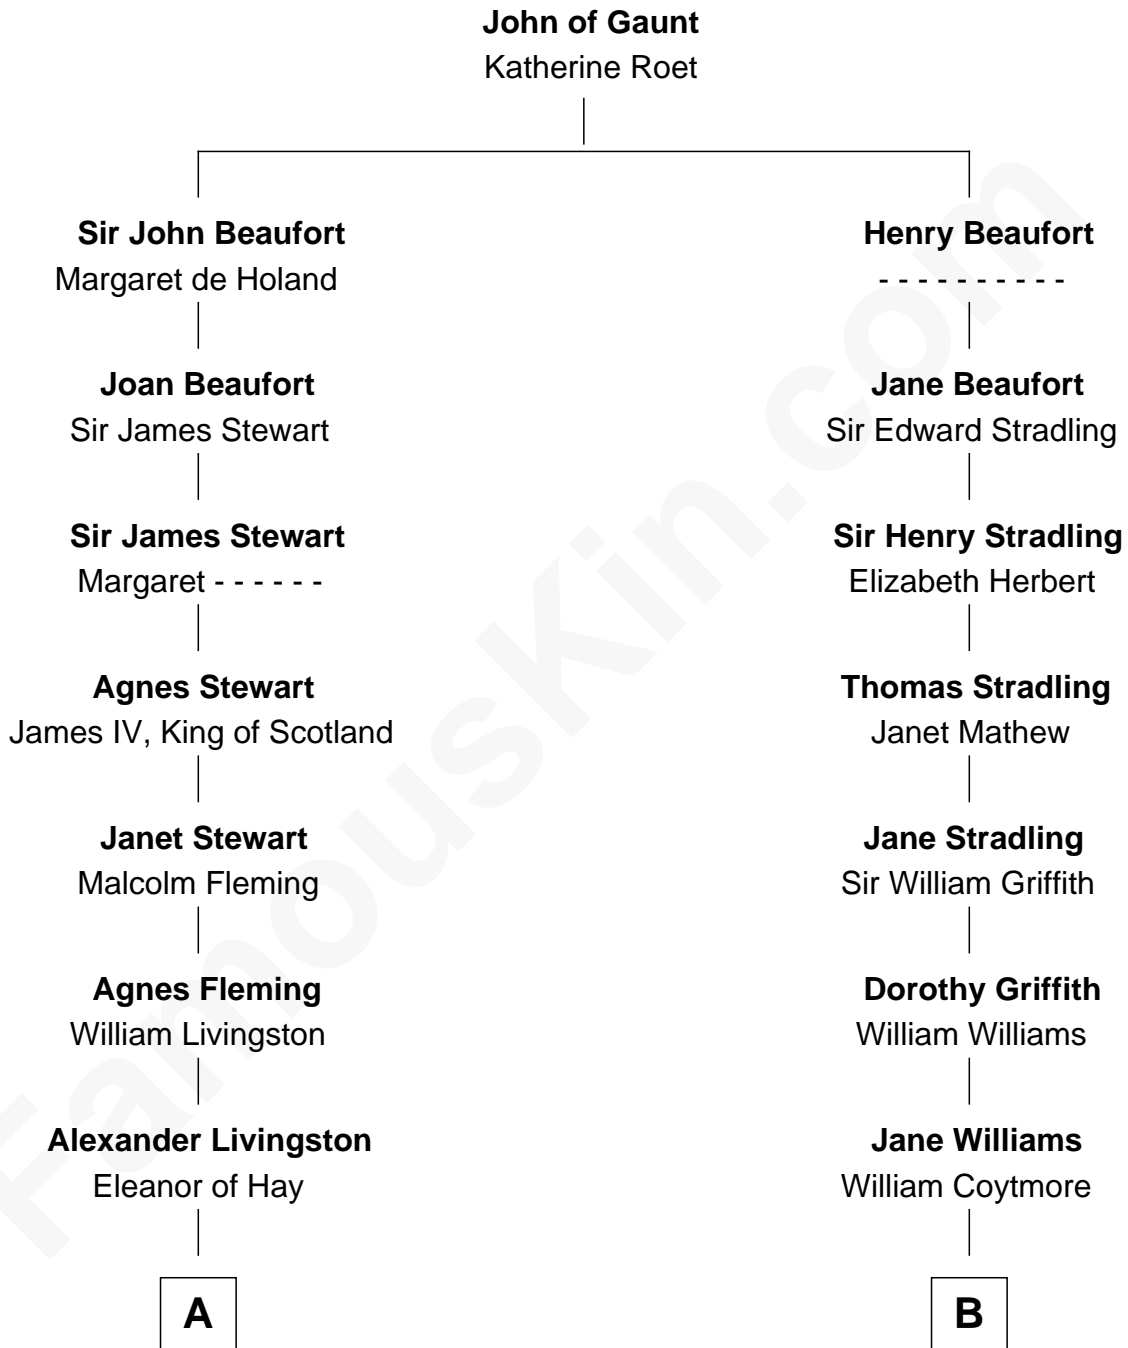 John of Gaunt
Katherine Roet
Sir John Beaufort
Margaret de Holand
Joan Beaufort
Sir James Stewart
Sir James Stewart
Margaret - - - - - -
Agnes Stewart
James IV, King of Scotland
Janet Stewart
Malcolm Fleming
Agnes Fleming
William Livingston
Alexander Livingston
Eleanor of Hay
A
Henry Beaufort
- - - - - - - - - -
Jane Beaufort
Sir Edward Stradling
Sir Henry Stradling
Elizabeth Herbert
Thomas Stradling
Janet Mathew
Jane Stradling
Sir William Griffith
Dorothy Griffith
William Williams
Jane Williams
William Coytmore
B
FamousKin.com